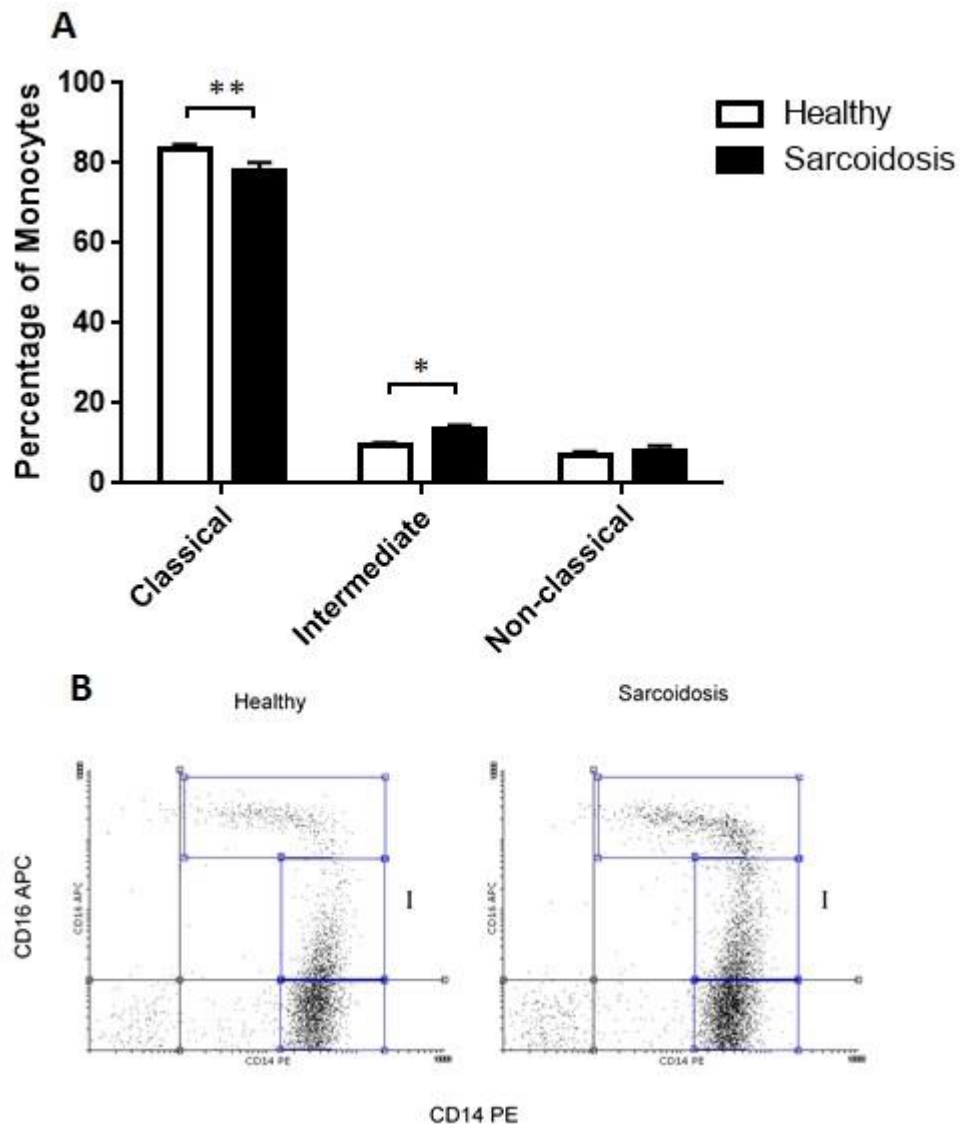 A
Percentage of Monocytes
100
80
60
40
20
0
**
*
Healthy
Sarcoidosis
Classical
Intermediate
Non-classical
B
Healthy
Sarcoidosis
CD16 APC
CD16 APC
I
CD14 PE
CD16 APC
I
CD14 PE
CD14 PE